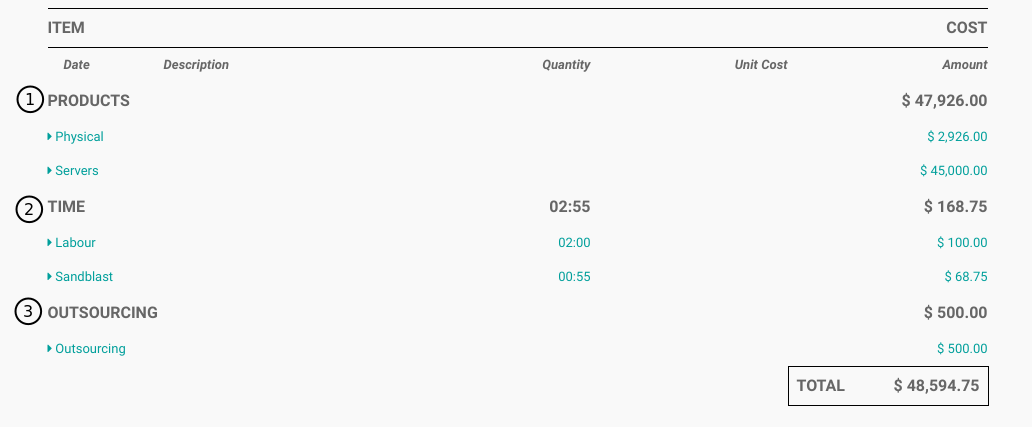 ITEM COST
Date Description Quantity Unit Cost Amount
1 PRODUCTS $ 47,926.00
Physical $ 2,926.00
Servers $ 45,000.00
2 TIME 02:55 $ 168.75
Labour 02:00 $ 100.00
Sandblast 00:55 $ 68.75
3 OUTSOURCING $ 500.00
Outsourcing $ 500.00
TOTAL $ 48,594.75